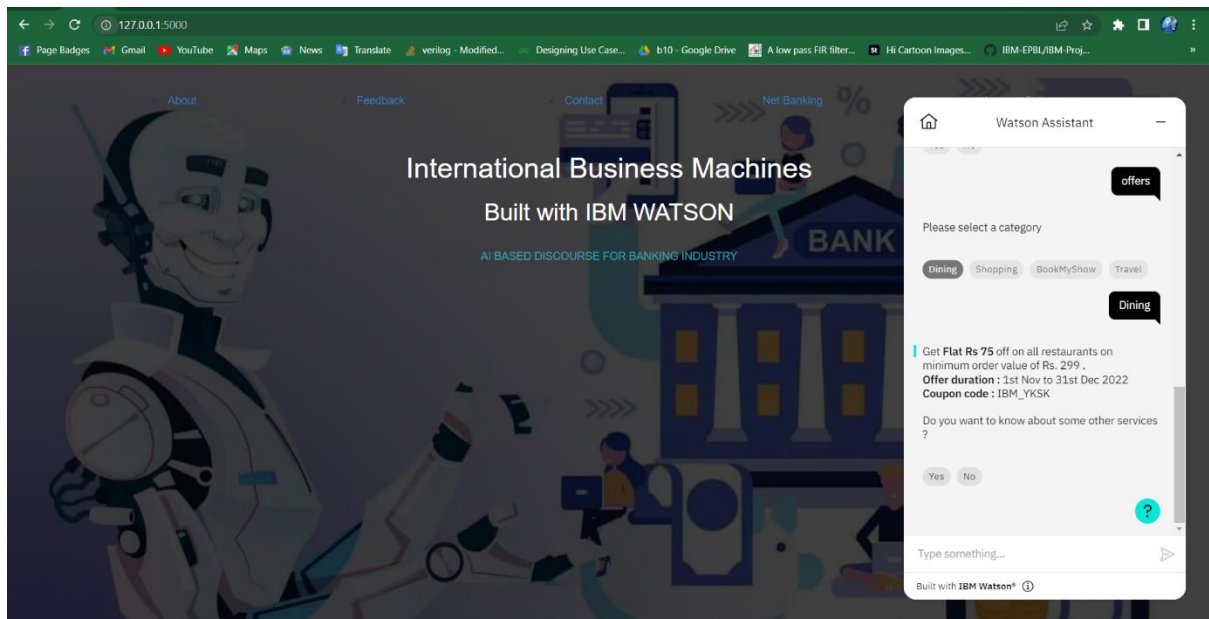 127.0.0.1:5000
Page Badges Gmail YouTube Maps News Translate verilog - Modified... Designing Use Case... b10 - Google Drive A low pass FIR filter... Hi Cartoon Images... IBM-EPBL/IBM-Proj... »
About Feedback Contact Net Banking
International Business Machines
Built with IBM WATSON
AI BASED DISCOURSE FOR BANKING INDUSTRY
BANK
Watson Assistant
offers
Please select a category
Dining Shopping BookMyShow Travel
Dining
Get Flat Rs 75 off on all restaurants on
minimum order value of Rs. 299 .
Offer duration : 1st Nov to 31st Dec 2022
Coupon code : IBM_YKSK
Do you want to know about some other services
?
Yes No
?
Type something...
Built with IBM Watson®